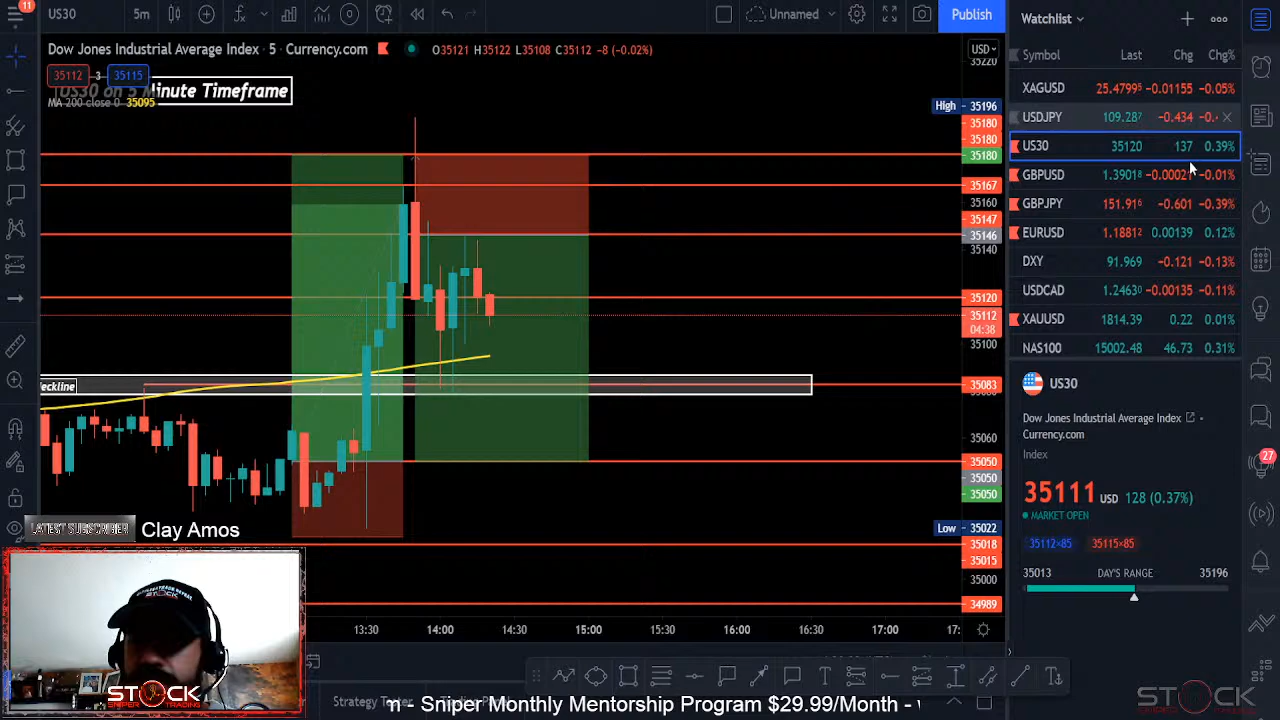 11
US30
5m
Unnamed
Publish
Watchlist
Dow Jones Industrial Average Index · 5 · Currency.com
O35121 H35122 L35108 C35112 −8 (−0.02%)
USD
35112 3 35115
US30 on 5 Minute Timeframe
MA 200 close 0 35095
Symbol Last Chg Chg%
XAGUSD 25.47995 −0.01155 −0.05%
USDJPY 109.287 −0.434
US30 35120 137 0.39%
GBPUSD 1.39018 −0.00021 −0.01%
GBPJPY 151.916 −0.601 −0.39%
EURUSD 1.18812 0.00139 0.12%
DXY 91.969 −0.121 −0.13%
USDCAD 1.24630 −0.00135 −0.11%
XAUUSD 1814.39 0.22 0.01%
NAS100 15002.48 46.73 0.31%
35220
High 35196
35180
35180
35180
35167
35160
35147
35146
35140
35120
35112
04:38
35100
35083
35060
35050
35050
35050
Low 35022
35018
35015
35000
34989
eckline
US30
Dow Jones Industrial Average Index
Currency.com
Index
35111 USD 128 (0.37%)
MARKET OPEN
35112×85 35115×85
35013 DAY'S RANGE 35196
27
LATEST SUBSCRIBER Clay Amos
13:30 14:00 14:30 15:00 15:30 16:00 16:30 17:00 17:
STOCK
SNIPER TRADING
Strategy Tester
m - Sniper Monthly Mentorship Program $29.99/Month -
STOCK
SNIPER TRADING